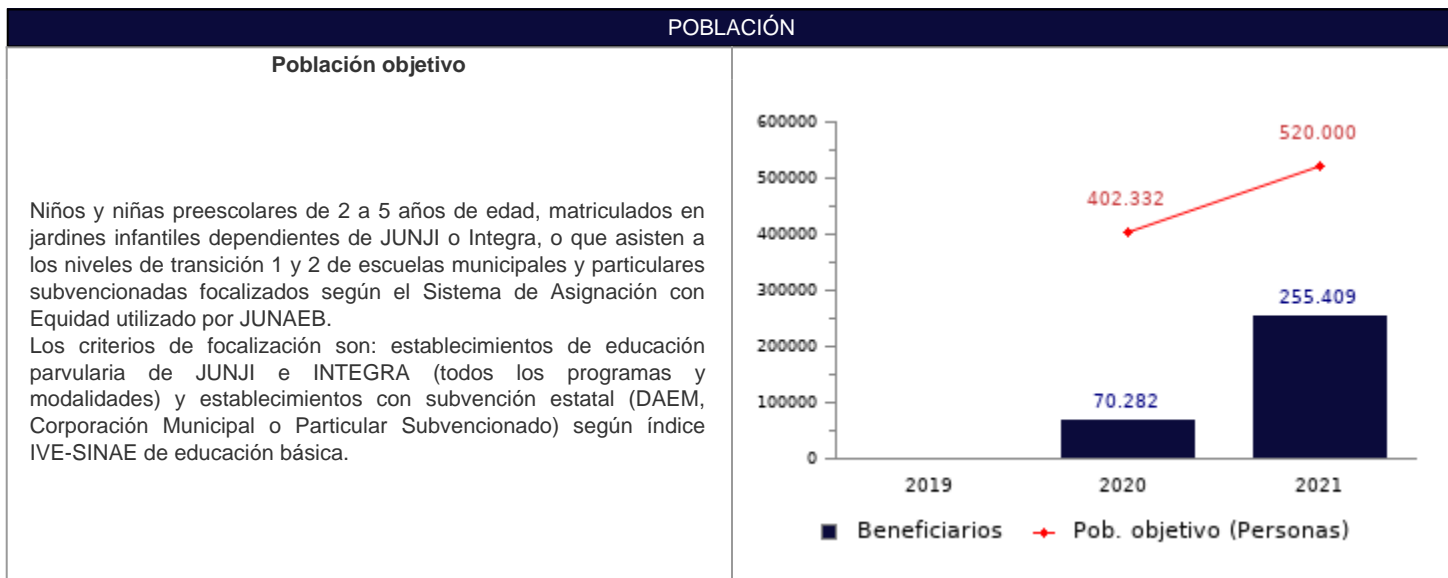 POBLACIÓN
Población objetivo
Niños y niñas preescolares de 2 a 5 años de edad, matriculados en
jardines infantiles dependientes de JUNJI o Integra, o que asisten a
los niveles de transición 1 y 2 de escuelas municipales y particulares
subvencionadas focalizados según el Sistema de Asignación con
Equidad utilizado por JUNAEB.
Los criterios de focalización son: establecimientos de educación
parvularia de JUNJI e INTEGRA (todos los programas y
modalidades) y establecimientos con subvención estatal (DAEM,
Corporación Municipal o Particular Subvencionado) según índice
IVE-SINAE de educación básica.
600000
500000
400000
300000
200000
100000
0
520.000
402.332
255.409
70.282
2019 2020 2021
Beneficiarios Pob. objetivo (Personas)